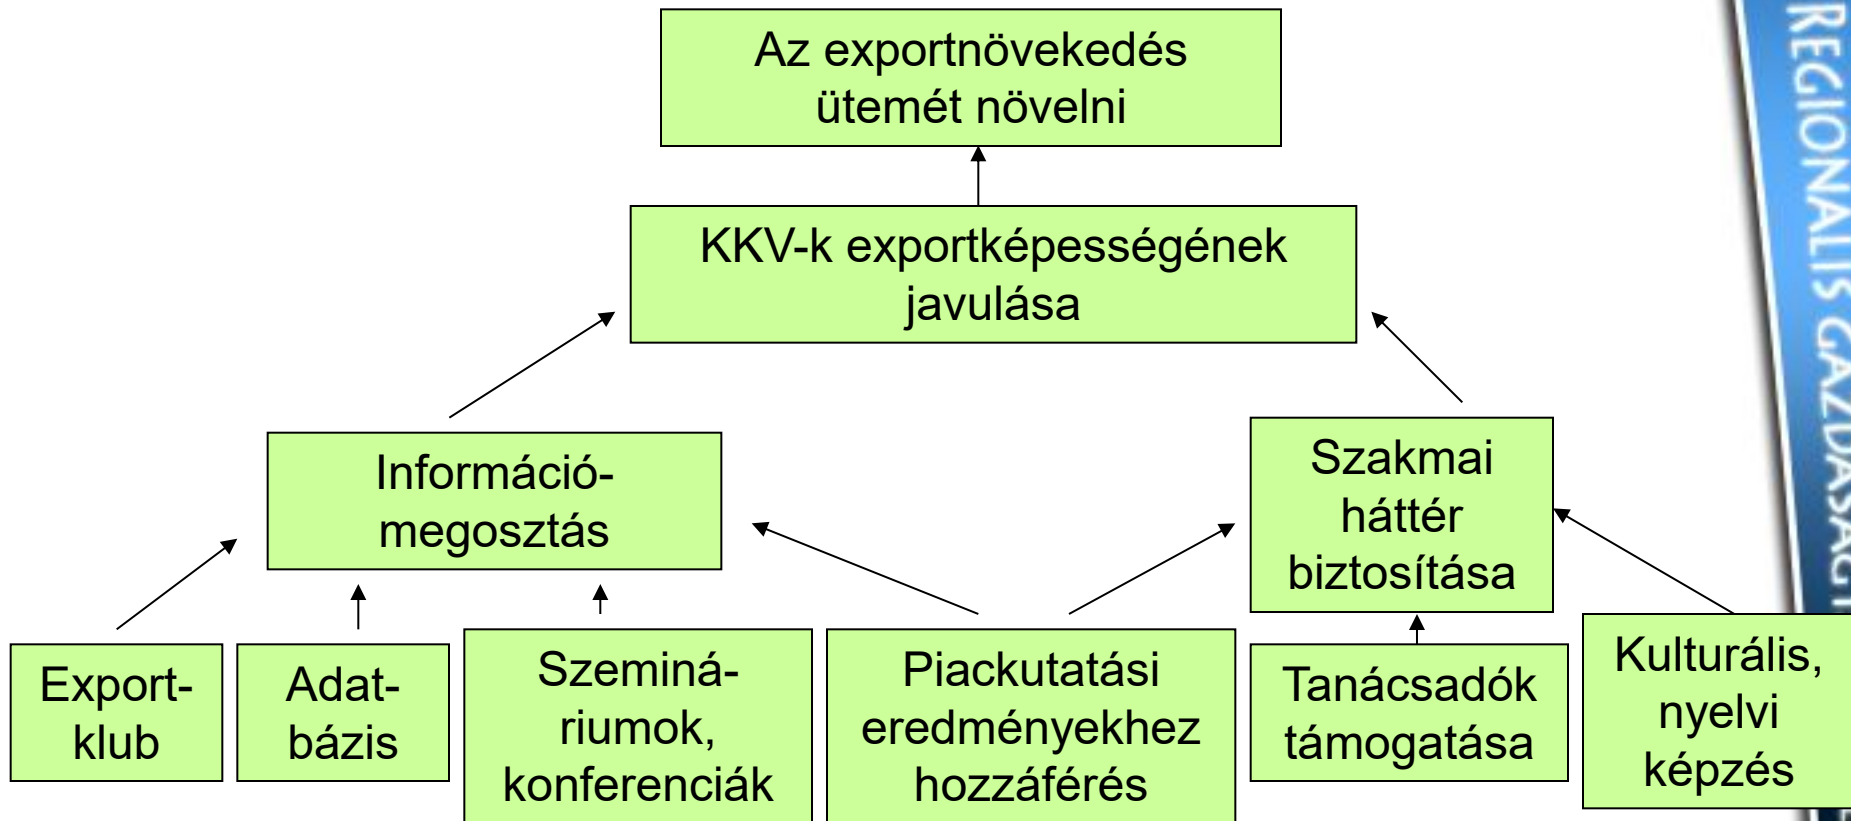 Az exportnövekedés
ütemét növelni
KKV-k exportképességének
javulása
Információ-
megosztás
Szakmai
háttér
biztosítása
Export-
klub
Adat-
bázis
Szeminá-
riumok,
konferenciák
Piackutatási
eredményekhez
hozzáférés
Tanácsadók
támogatása
Kulturális,
nyelvi
képzés
REGIONÁLIS